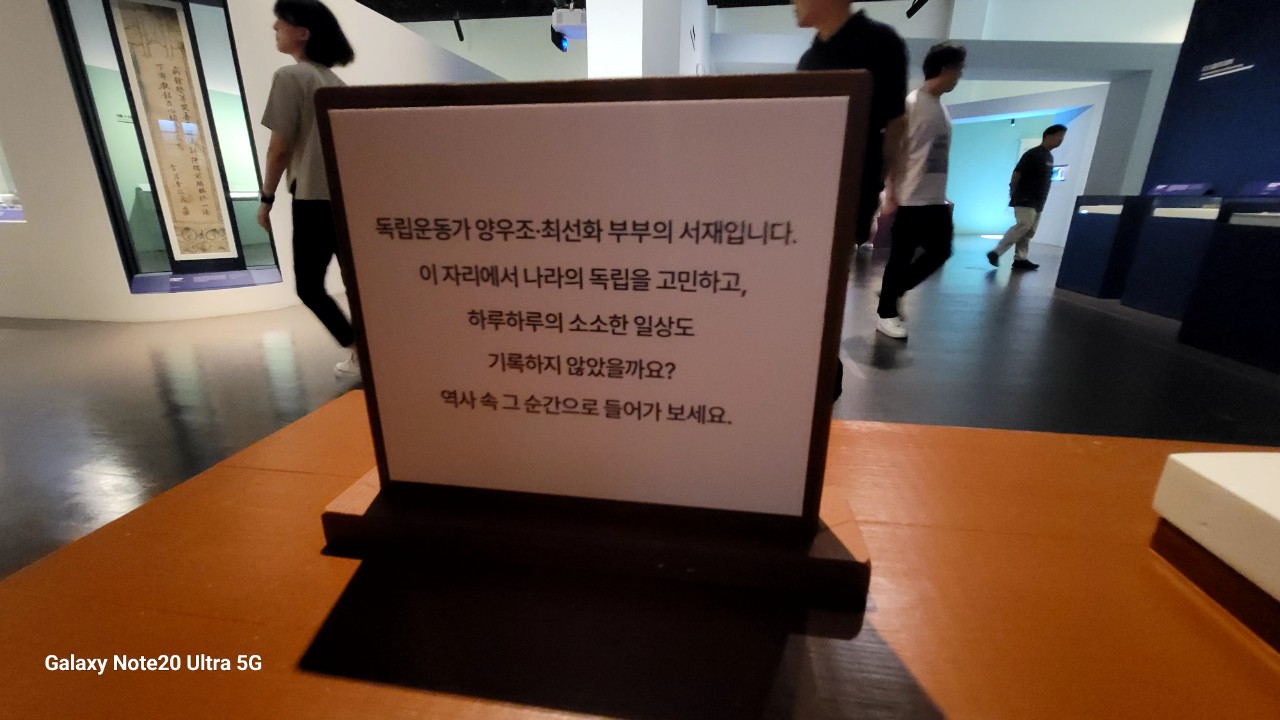 독립운동가 양우조·최선화 부부의 서재입니다.
이 자리에서 나라의 독립을 고민하고,
하루하루의 소소한 일상도
기록하지 않았을까요?
역사 속 그 순간으로 들어가 보세요.
Galaxy Note20 Ultra 5G